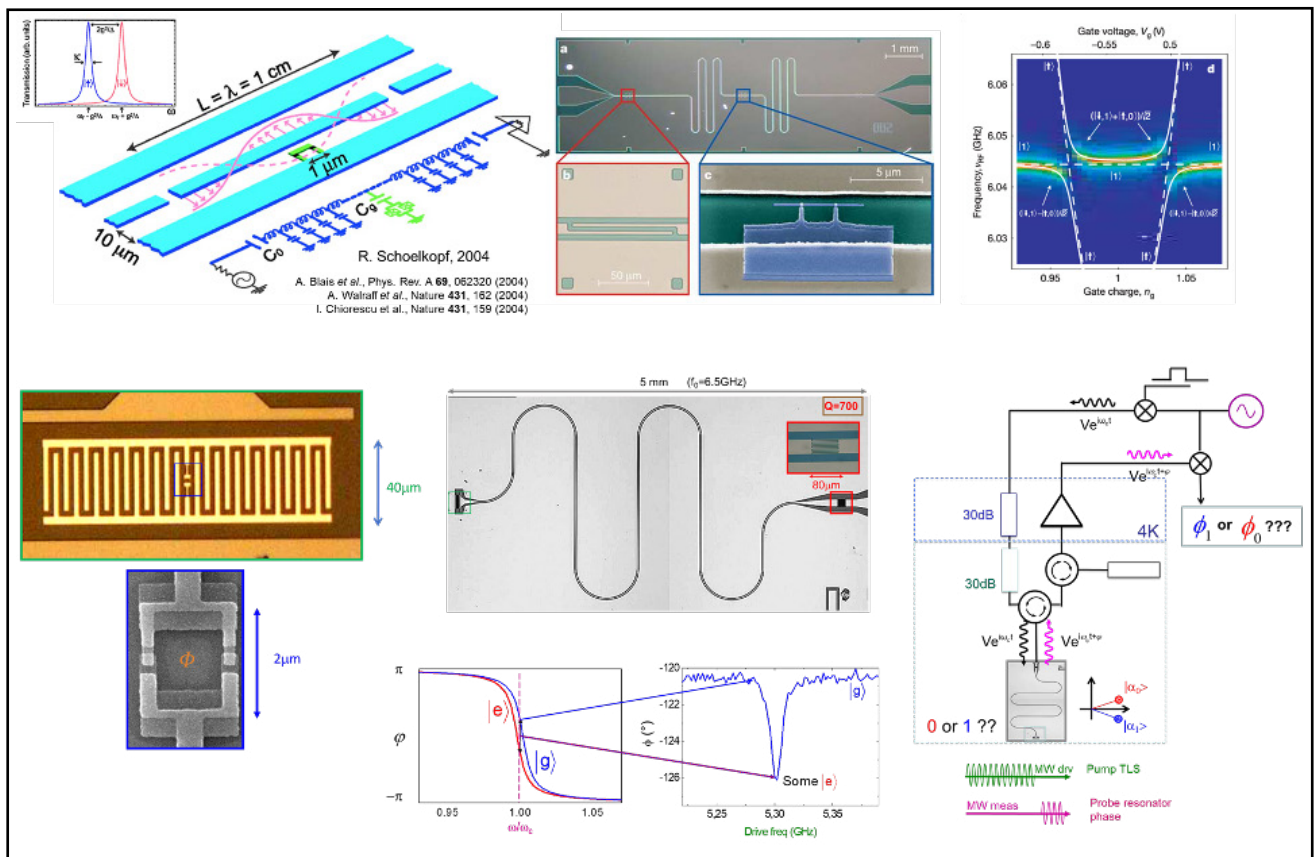 Transmission (arb. units)
2g²/Δ
κ
ωᵣ − g²/Δ
ωᵣ + g²/Δ
ω
L = λ = 1 cm
1 µm
10 µm
C₀
Cg
R. Schoelkopf, 2004
A. Blais et al., Phys. Rev. A 69, 062320 (2004)
A. Walraff et al., Nature 431, 162 (2004)
I. Chiorescu et al., Nature 431, 159 (2004)
a
1 mm
b
50 µm
c
5 µm
Gate voltage, Vg (V)
−0.6
−0.55
0.5
d
6.06
6.05
6.04
6.03
0.95
1
1.05
Gate charge, ng
40µm
Φ
2µm
5 mm (f₀=6.5GHz)
Q=700
80µm
π
φ
−π
|e⟩
|g⟩
0.95
1.00
1.05
-120
-122
-124
-126
ϕ (°)
|g⟩
Some |e⟩
5,25
5,30
5,35
Drive freq (GHz)
30dB
4K
30dB
ϕ₁ or ϕ₀ ???
0 or 1 ??
|α₀>
|α₁>
MW drv
Pump TLS
MW meas
Probe resonator
phase